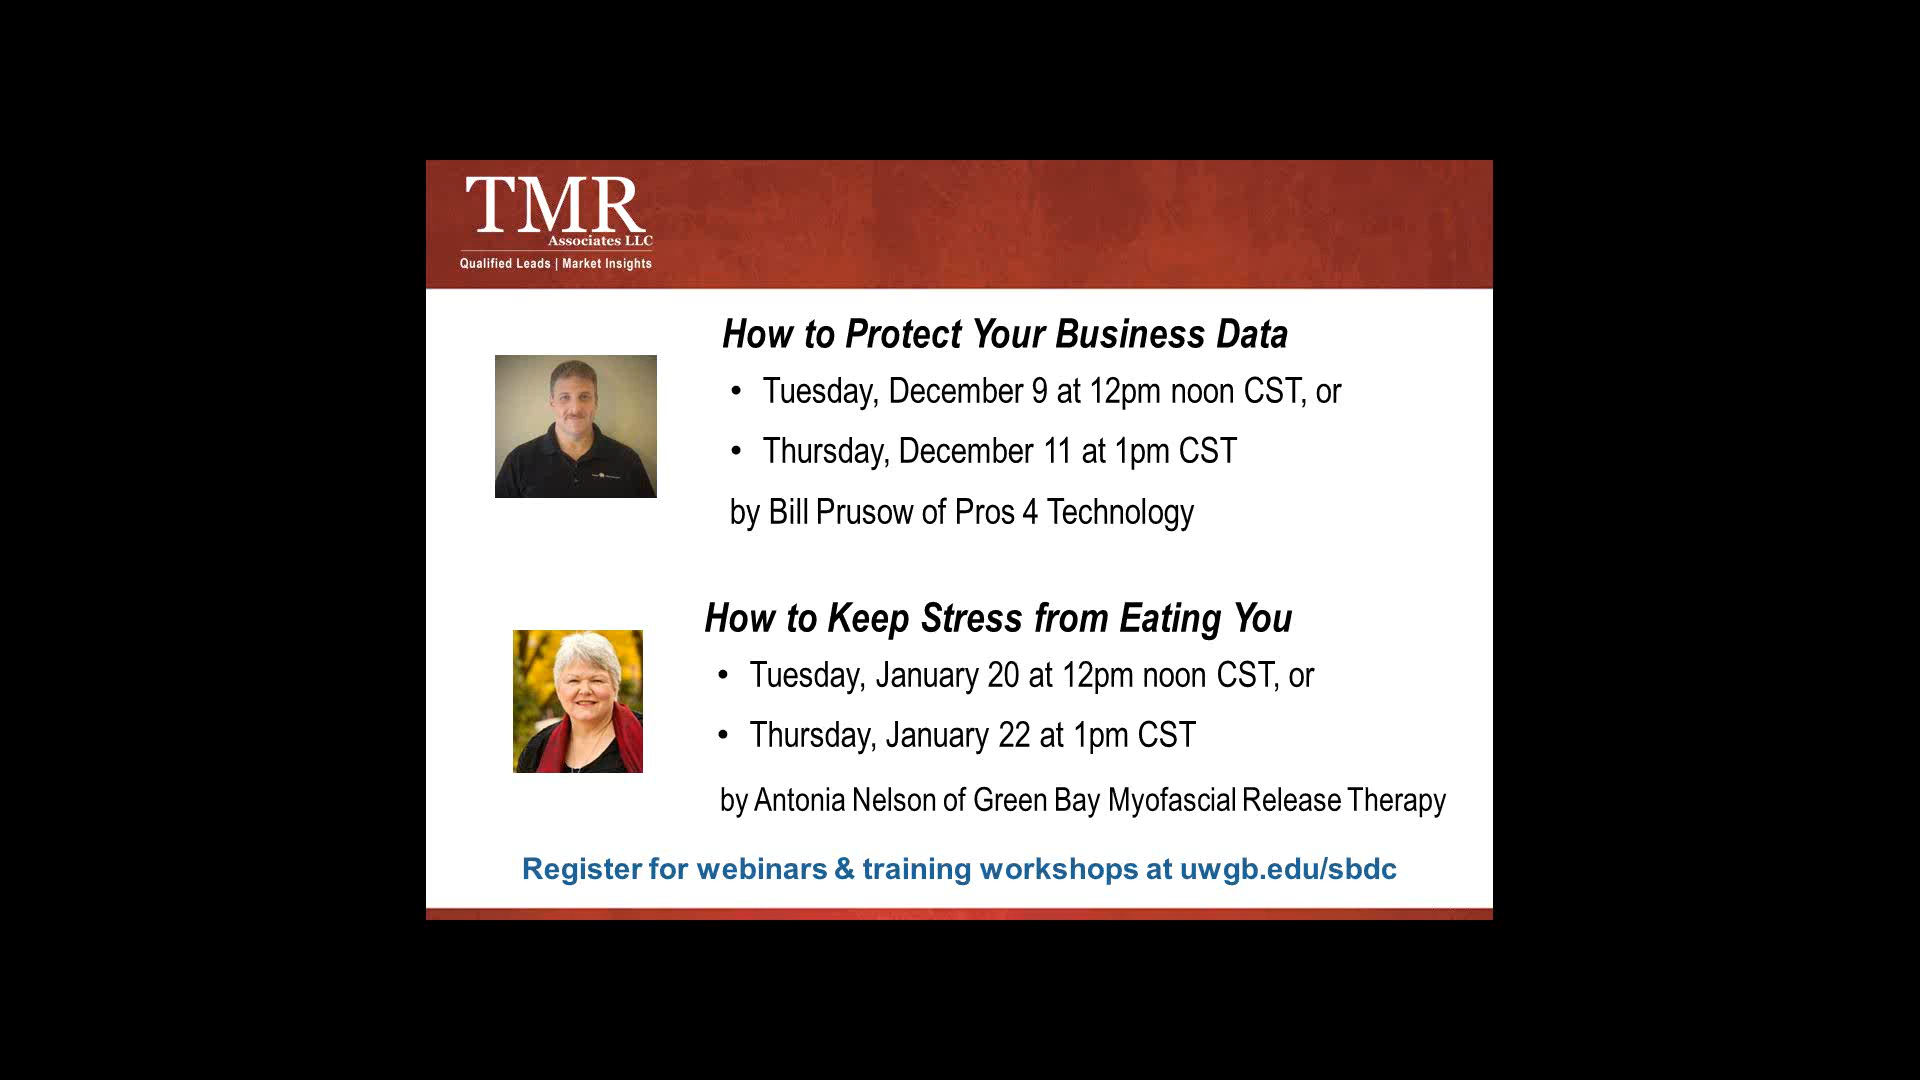 TMR
Associates LLC
Qualified Leads | Market Insights
How to Protect Your Business Data
• Tuesday, December 9 at 12pm noon CST, or
• Thursday, December 11 at 1pm CST
by Bill Prusow of Pros 4 Technology
How to Keep Stress from Eating You
• Tuesday, January 20 at 12pm noon CST, or
• Thursday, January 22 at 1pm CST
by Antonia Nelson of Green Bay Myofascial Release Therapy
Register for webinars & training workshops at uwgb.edu/sbdc